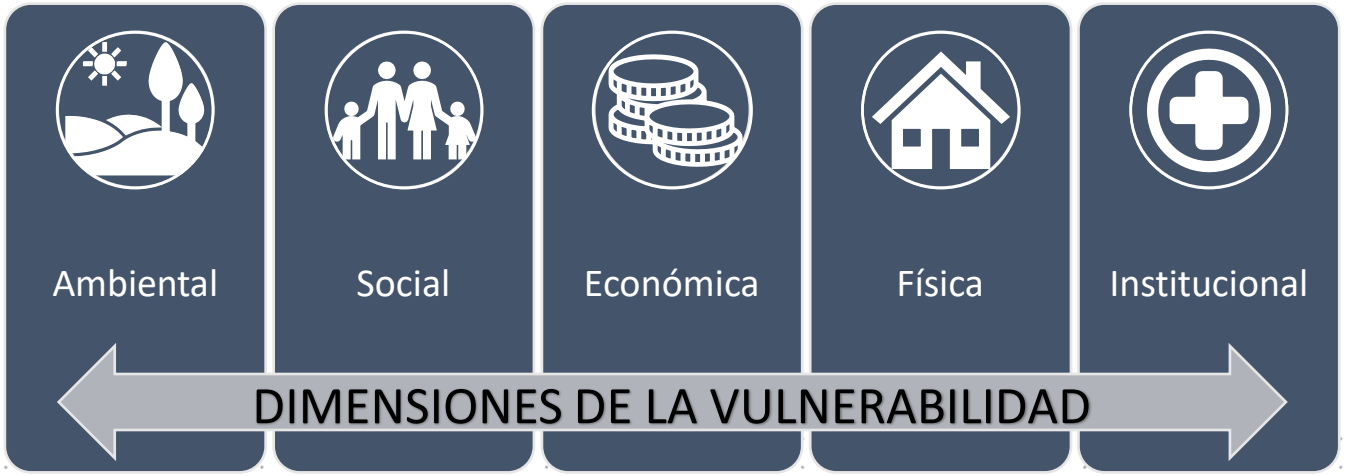 Ambiental
Social
Económica
Física
Institucional
DIMENSIONES DE LA VULNERABILIDAD